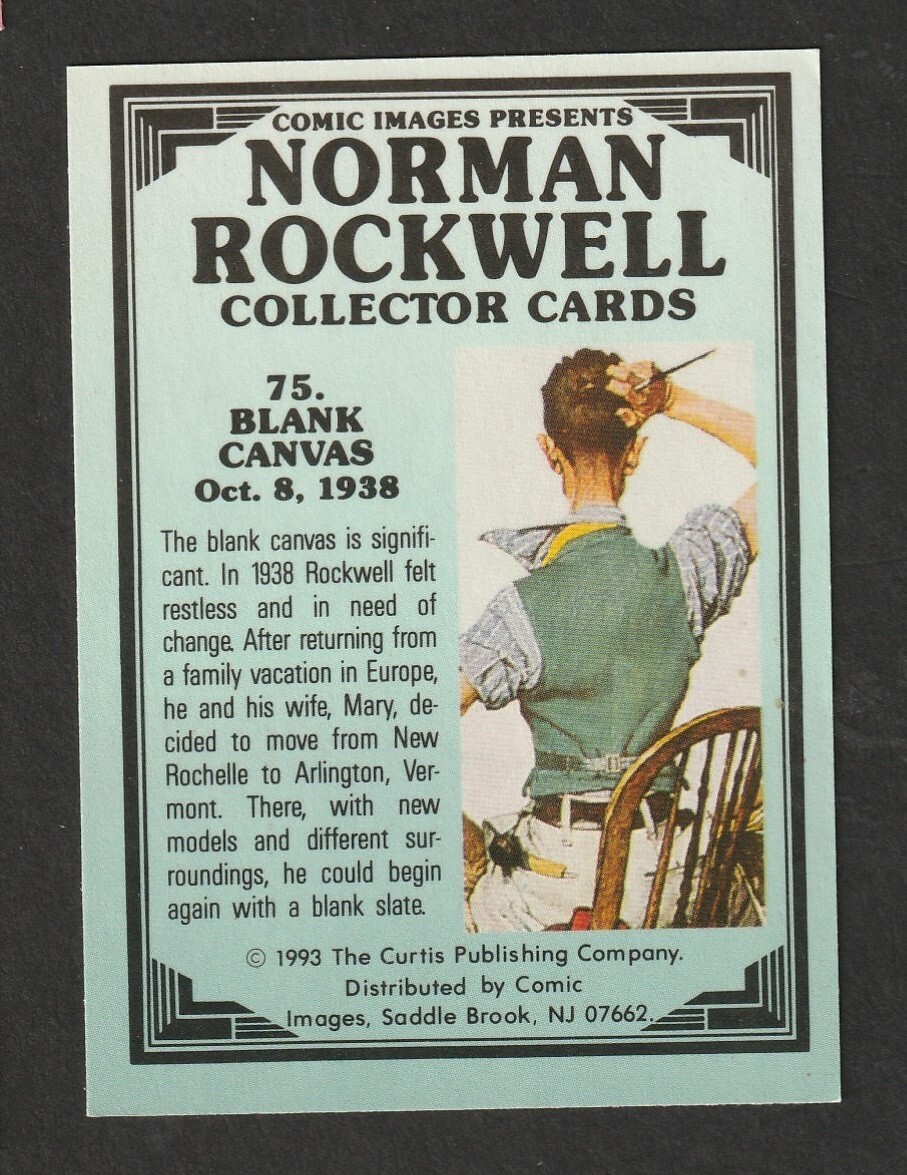 COMIC IMAGES PRESENTS
NORMAN
ROCKWELL
COLLECTOR CARDS
75.
BLANK
CANVAS
Oct. 8, 1938
The blank canvas is signifi-
cant. In 1938 Rockwell felt
restless and in need of
change. After returning from
a family vacation in Europe,
he and his wife, Mary, de-
cided to move from New
Rochelle to Arlington, Ver-
mont. There, with new
models and different sur-
roundings, he could begin
again with a blank slate.
© 1993 The Curtis Publishing Company.
Distributed by Comic
Images, Saddle Brook, NJ 07662.